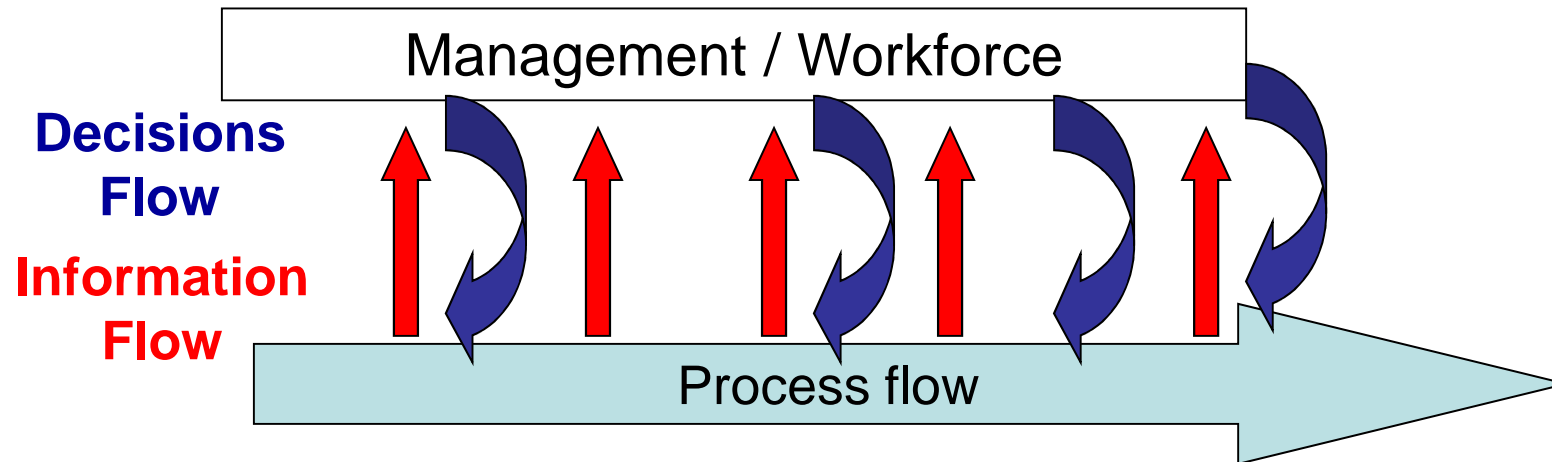 Management / Workforce
Decisions
Flow
Information
Flow
Process flow